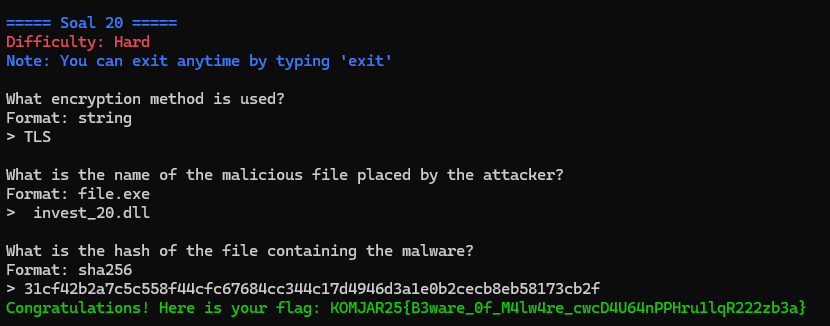 ===== Soal 20 =====
Difficulty: Hard
Note: You can exit anytime by typing 'exit'
What encryption method is used?
Format: string
> TLS
What is the name of the malicious file placed by the attacker?
Format: file.exe
>  invest_20.dll
What is the hash of the file containing the malware?
Format: sha256
> 31cf42b2a7c5c558f44cfc67684cc344c17d4946d3a1e0b2cecb8eb58173cb2f
Congratulations! Here is your flag: KOMJAR25{B3ware_0f_M4lw4re_cwcD4U64nPPHru1lqR222zb3a}